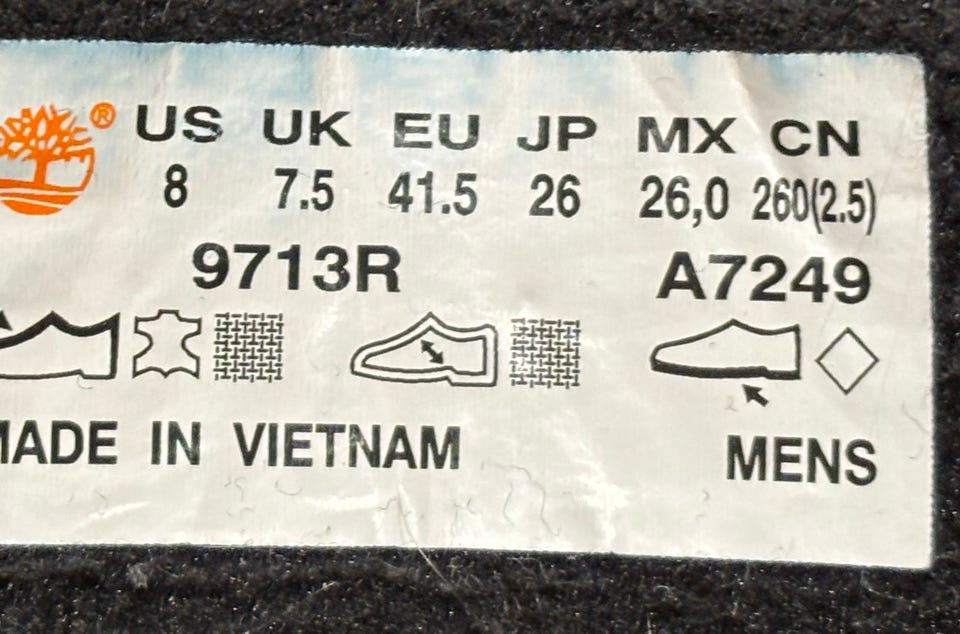 ® US UK EU JP MX CN
8 7.5 41.5 26 26,0 260(2.5)
9713R A7249
MADE IN VIETNAM MENS